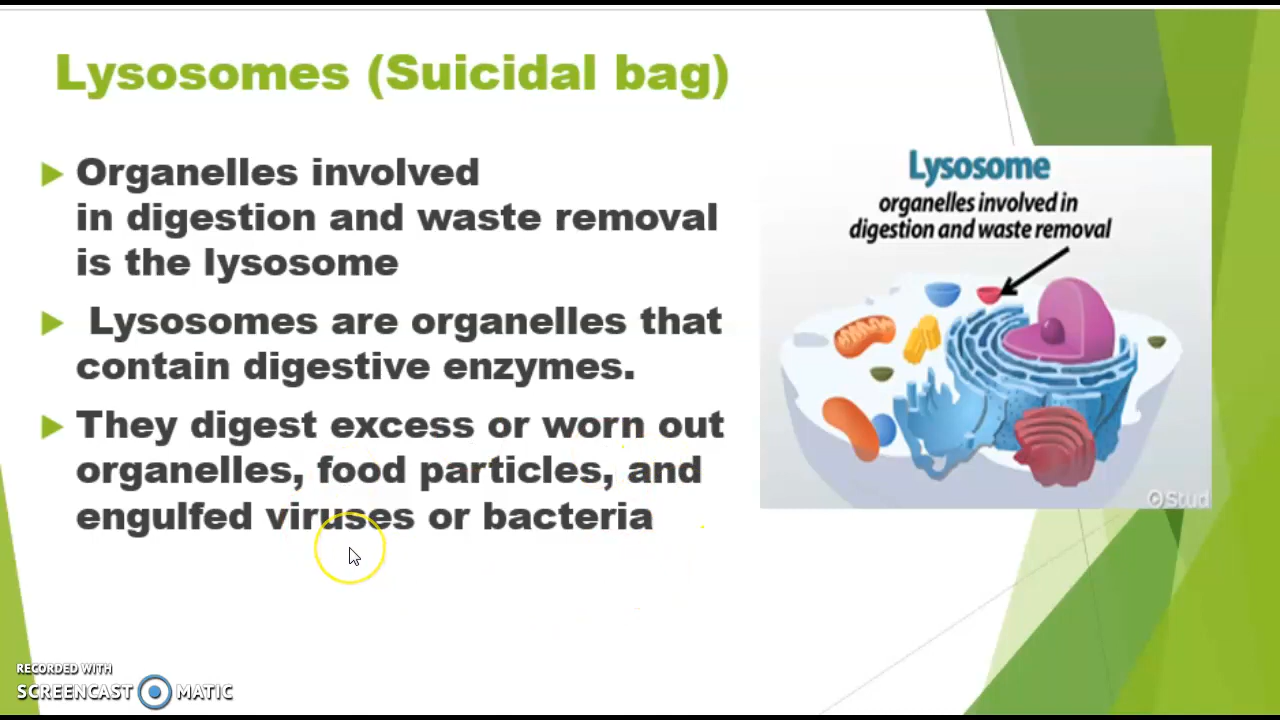 Lysosomes (Suicidal bag)
Organelles involved
in digestion and waste removal
is the lysosome
Lysosomes are organelles that
contain digestive enzymes.
They digest excess or worn out
organelles, food particles, and
engulfed viruses or bacteria
Lysosome
organelles involved in
digestion and waste removal
Stud
RECORDED WITH
SCREENCAST MATIC